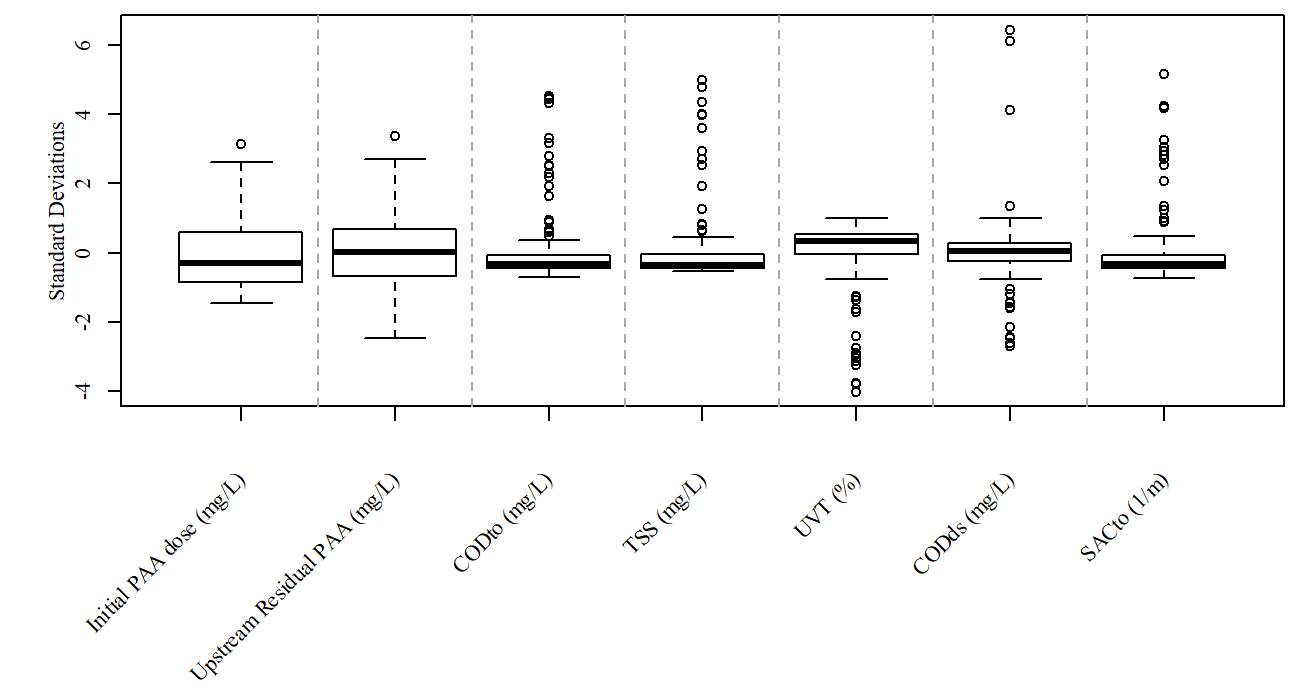 Standard Deviations
6
4
2
0
-2
-4
Initial PAA dose (mg/L)
Upstream Residual PAA (mg/L)
CODto (mg/L)
TSS (mg/L)
UVT (%)
CODds (mg/L)
SACto (1/m)